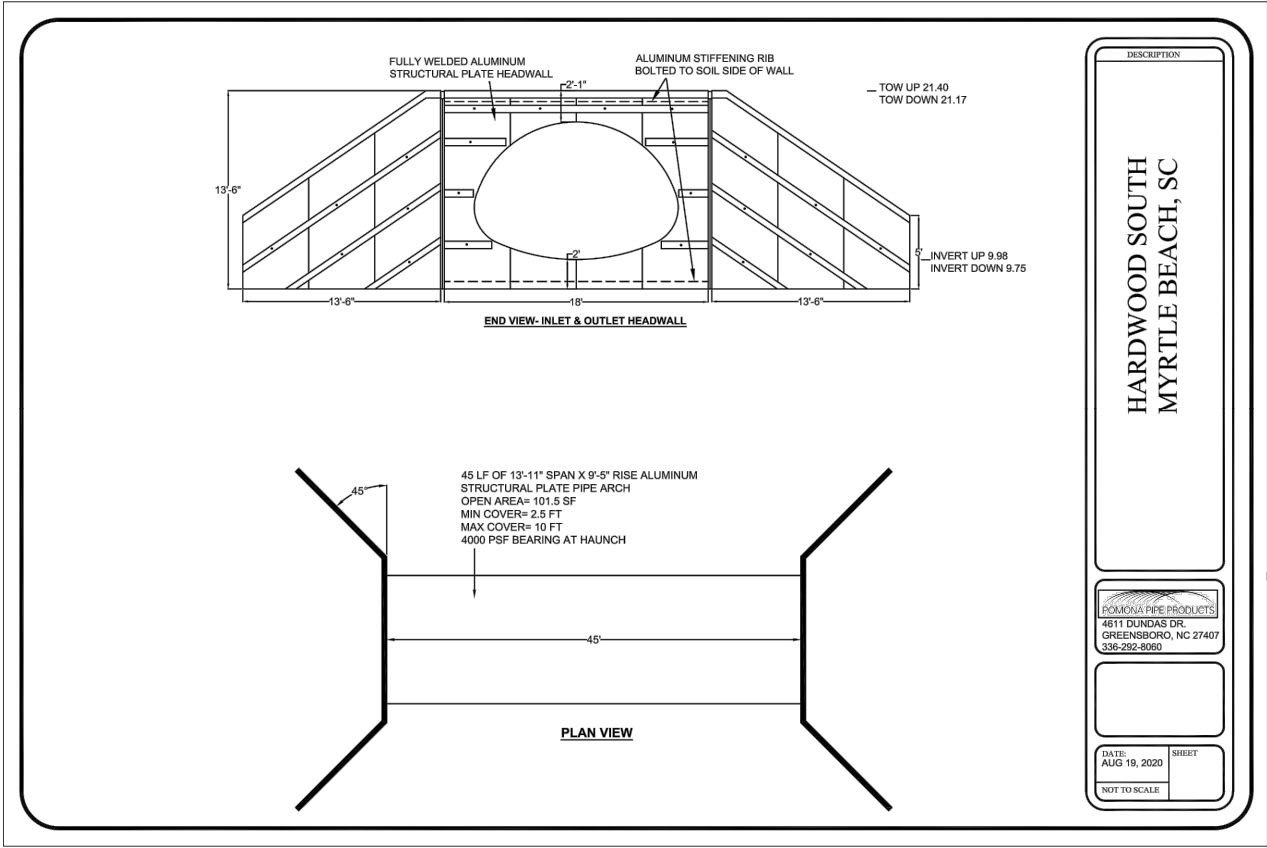 FULLY WELDED ALUMINUM
STRUCTURAL PLATE HEADWALL
ALUMINUM STIFFENING RIB
BOLTED TO SOIL SIDE OF WALL
2'-1"
TOW UP 21.40
TOW DOWN 21.17
13'-6"
2'
5'
INVERT UP 9.98
INVERT DOWN 9.75
13'-6"
18'
13'-6"
END VIEW- INLET & OUTLET HEADWALL
45°
45 LF OF 13'-11" SPAN X 9'-5" RISE ALUMINUM
STRUCTURAL PLATE PIPE ARCH
OPEN AREA= 101.5 SF
MIN COVER= 2.5 FT
MAX COVER= 10 FT
4000 PSF BEARING AT HAUNCH
45'
PLAN VIEW
DESCRIPTION
HARDWOOD SOUTH
MYRTLE BEACH, SC
POMONA PIPE PRODUCTS
4611 DUNDAS DR.
GREENSBORO, NC 27407
336-292-8060
DATE:
AUG 19, 2020
SHEET
NOT TO SCALE